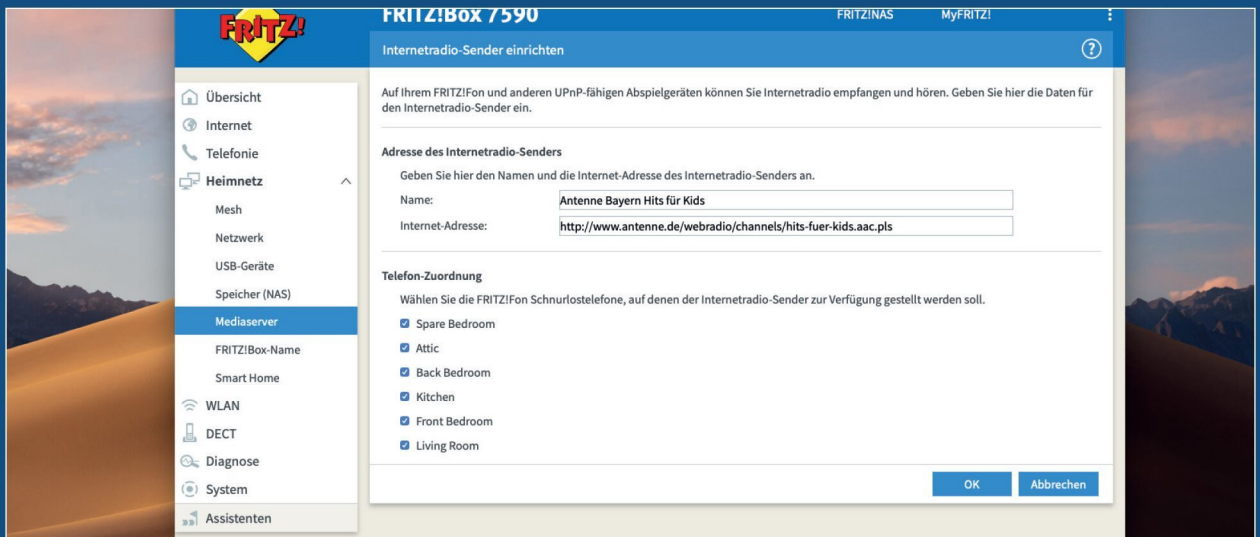 FRITZ!
FRITZ!Box 7590
FRITZ!NAS
MyFRITZ!
Internetradio-Sender einrichten
?
Übersicht
Internet
Telefonie
Heimnetz
Mesh
Netzwerk
USB-Geräte
Speicher (NAS)
Mediaserver
FRITZ!Box-Name
Smart Home
WLAN
DECT
Diagnose
System
Assistenten
Auf Ihrem FRITZ!Fon und anderen UPnP-fähigen Abspielgeräten können Sie Internetradio empfangen und hören. Geben Sie hier die Daten für
den Internetradio-Sender ein.
Adresse des Internetradio-Senders
Geben Sie hier den Namen und die Internet-Adresse des Internetradio-Senders an.
Name: Antenne Bayern Hits für Kids
Internet-Adresse: http://www.antenne.de/webradio/channels/hits-fuer-kids.aac.pls
Telefon-Zuordnung
Wählen Sie die FRITZ!Fon Schnurlostelefone, auf denen der Internetradio-Sender zur Verfügung gestellt werden soll.
Spare Bedroom
Attic
Back Bedroom
Kitchen
Front Bedroom
Living Room
OK
Abbrechen